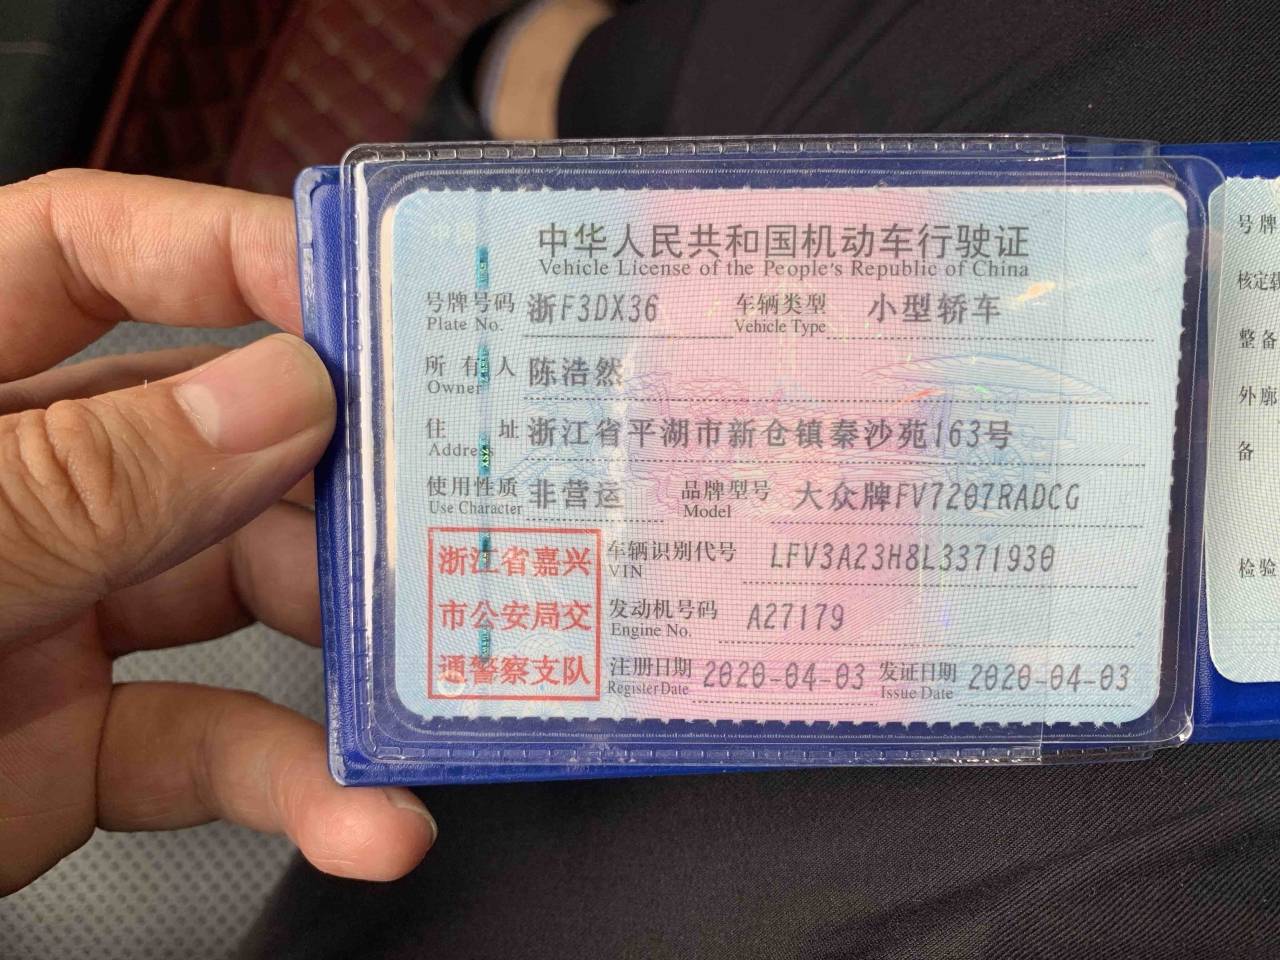 中华人民共和国机动车行驶证
Vehicle License of the People's Republic of China
号牌号码 浙F3DX36 车辆类型 小型轿车
Plate No. Vehicle Type
所有人 陈浩然
Owner
住址 浙江省平湖市新仓镇秦沙苑163号
Address
使用性质 非营运 品牌型号 大众牌FV7207RADCG
Use Character Model
浙江省嘉兴
市公安局交
通警察支队
车辆识别代号 LFV3A23H8L3371930
VIN
发动机号码 A27179
Engine No.
注册日期 2020-04-03 发证日期 2020-04-03
Register Date Issue Date
号牌
核定载
整备
外廓
备
检验